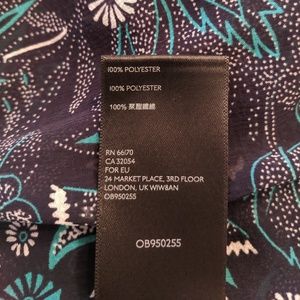 100% POLYESTER
100% POLYESTER
100% 聚酯纖維
RN 66170
CA 32054
FOR EU
24 MARKET PLACE, 3RD FLOOR
LONDON, UK W1W8AN
OB950255
OB950255